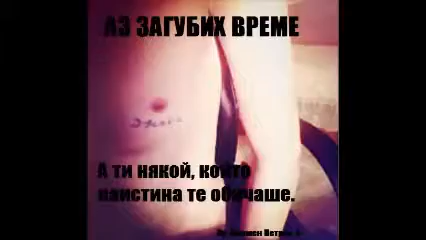 АЗ ЗАГУБИХ ВРЕМЕ
А ти някой, който
наистина те обичаше.